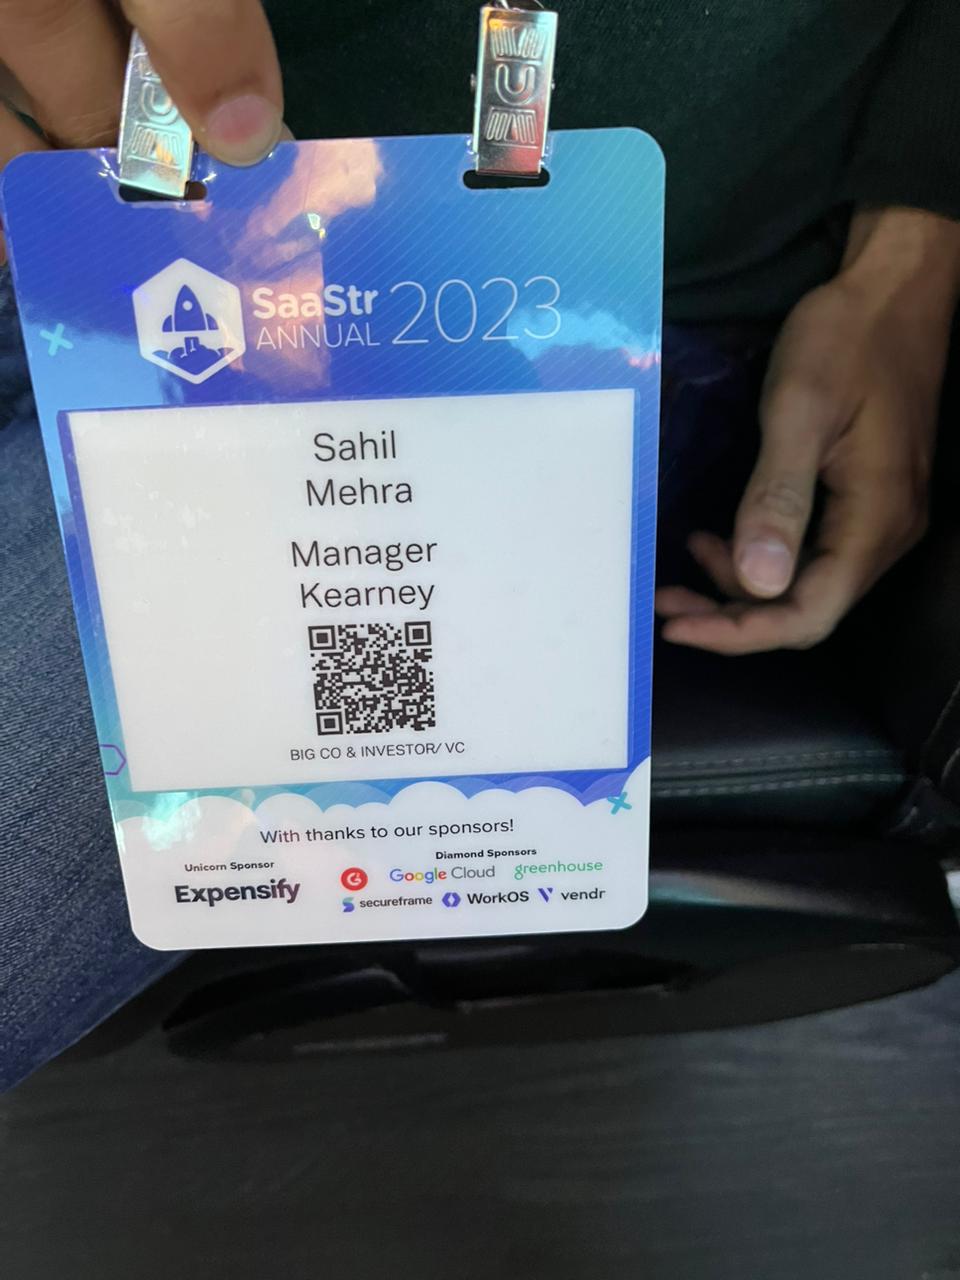 SaaStr
ANNUAL 2023
Sahil
Mehra
Manager
Kearney
BIG CO & INVESTOR/ VC
With thanks to our sponsors!
Unicorn Sponsor
Expensify
Diamond Sponsors
G Google Cloud greenhouse
secureframe WorkOS vendr